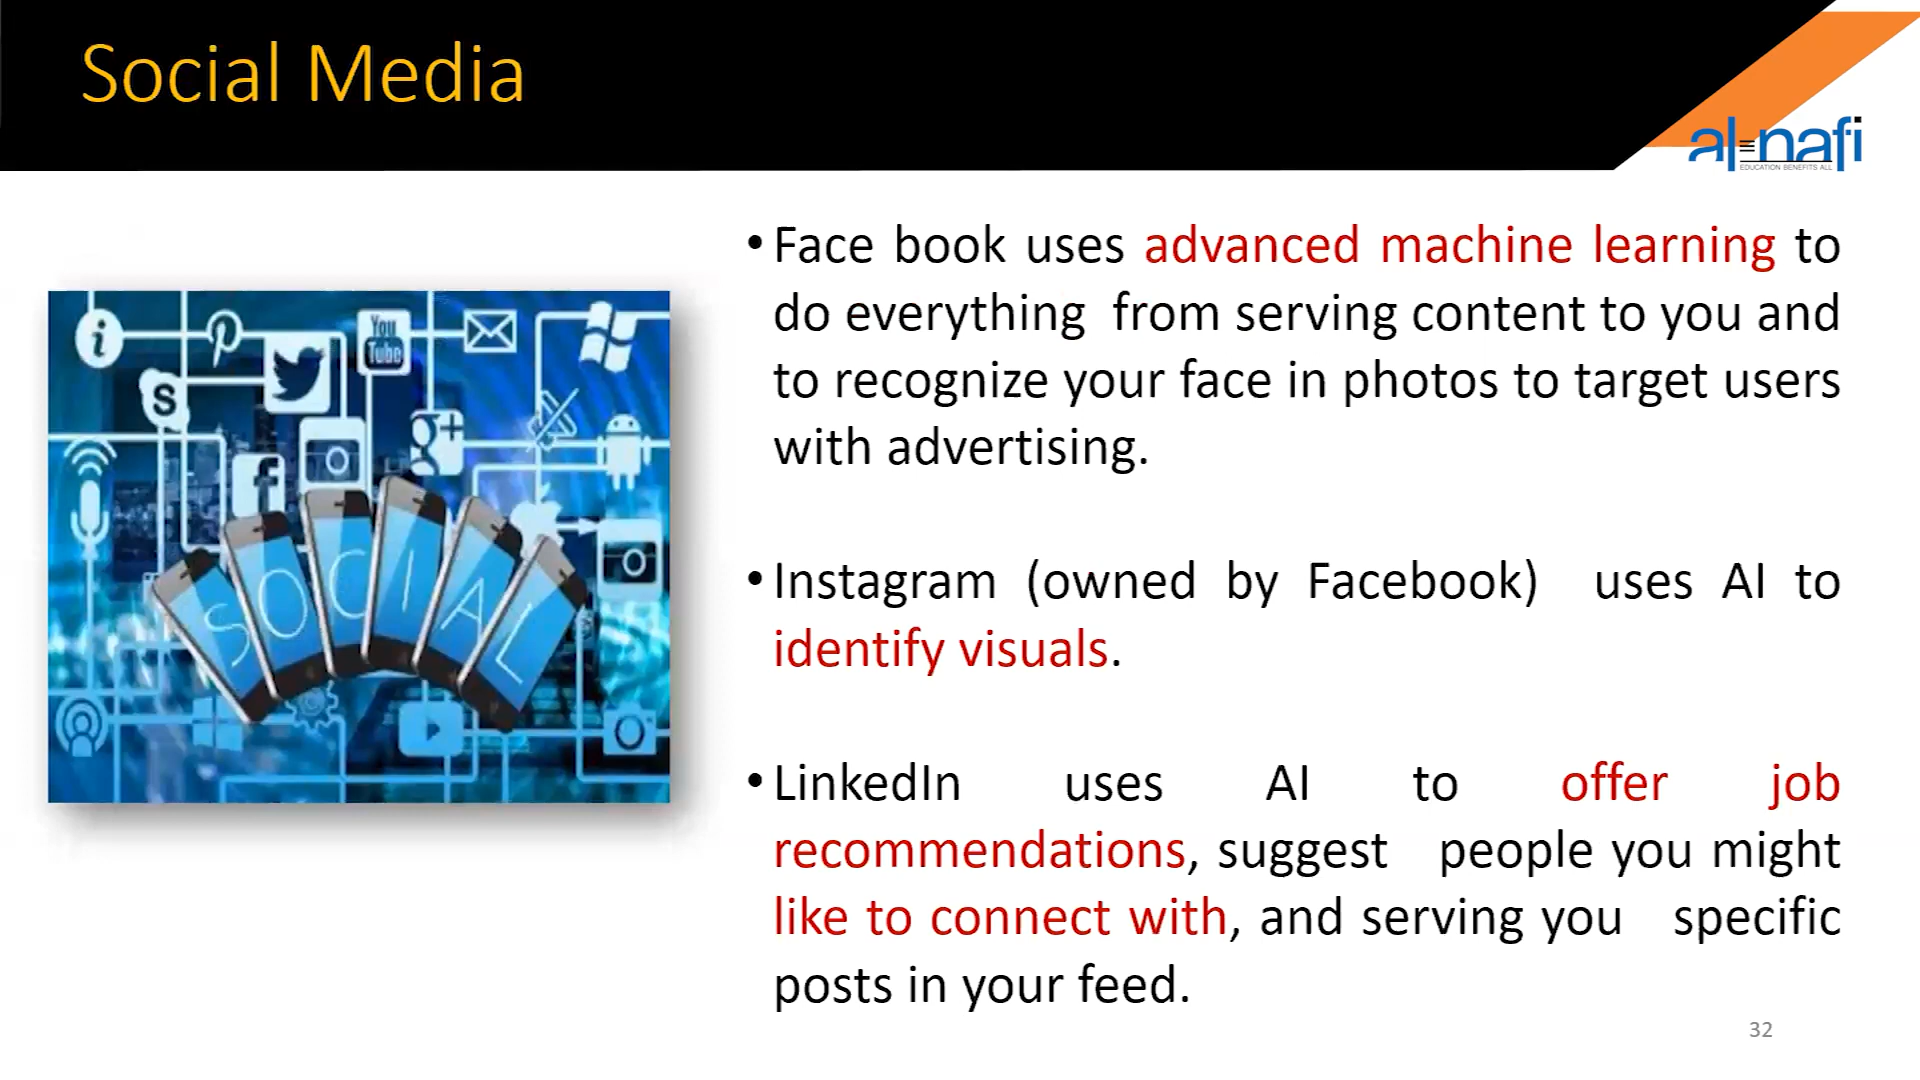 Social Media
al-nafi
EDUCATION BENEFITS ALL
• Face book uses advanced machine learning to
do everything from serving content to you and
to recognize your face in photos to target users
with advertising.
• Instagram (owned by Facebook) uses AI to
identify visuals.
• LinkedIn uses AI to offer job
recommendations, suggest people you might
like to connect with, and serving you specific
posts in your feed.
You
Tube
SOCIAL
32